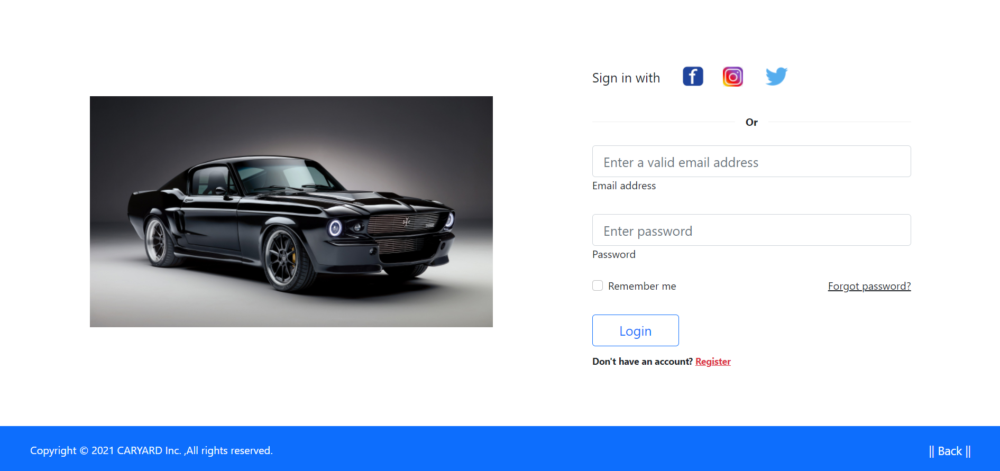 Sign in with
Or
Enter a valid email address
Email address
Enter password
Password
Remember me
Forgot password?
Login
Don't have an account? Register
Copyright © 2021 CARYARD Inc. ,All rights reserved.
|| Back ||